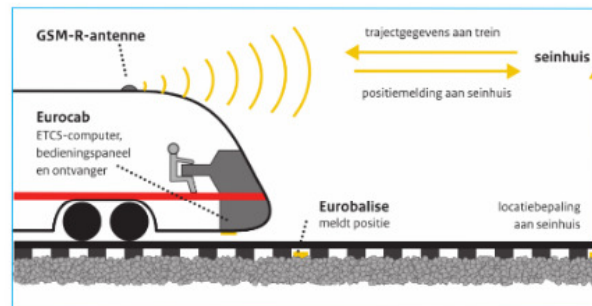 GSM-R-antenne
trajectgegevens aan trein
seinhuis
positiemelding aan seinhuis
Eurocab
ETCS-computer,
bedieningspaneel
en ontvanger
Eurobalise
meldt positie
locatiebepaling
aan seinhuis